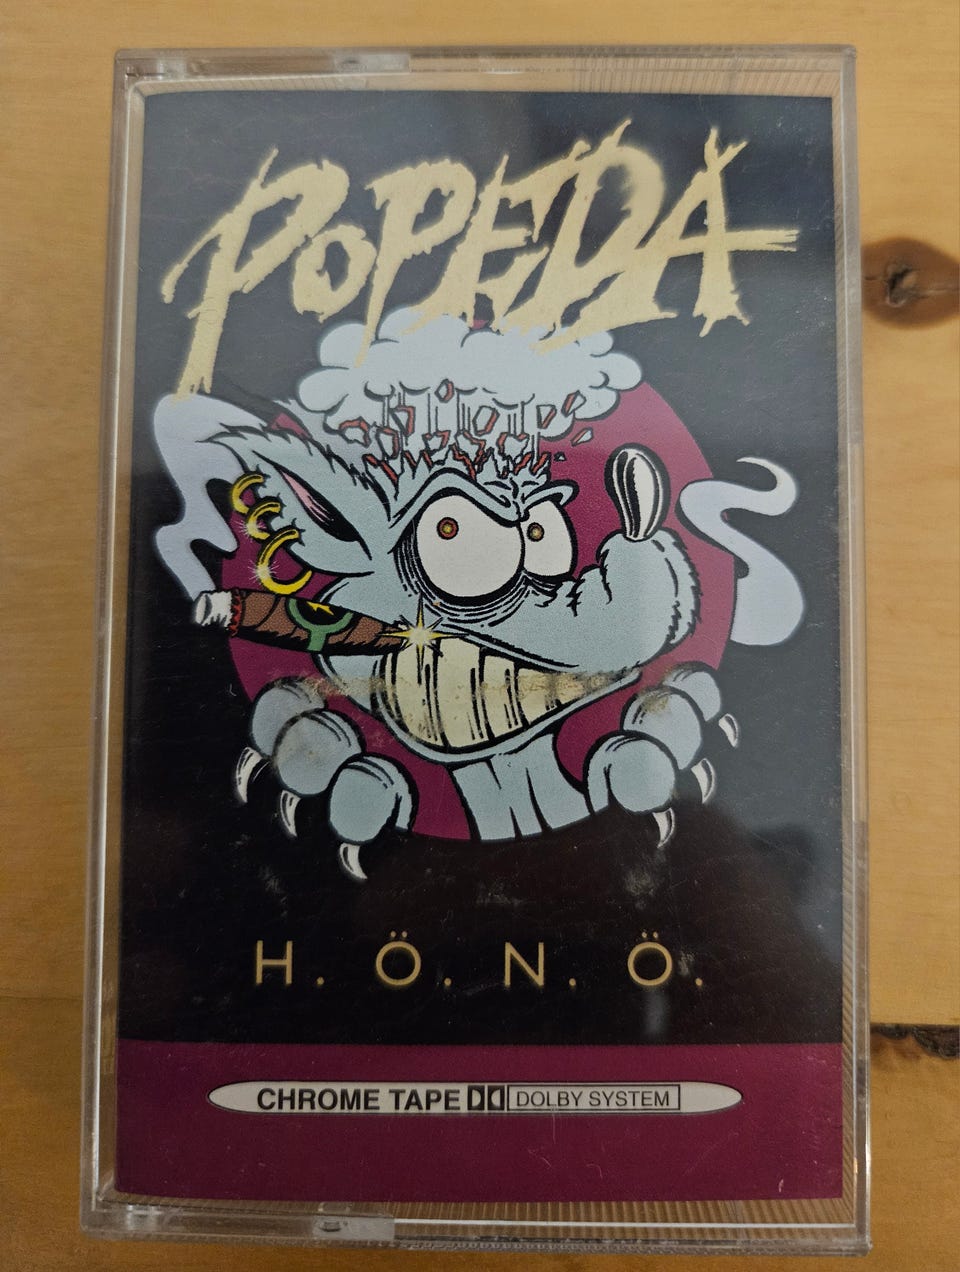 POPEDA
H. Ö. N. Ö.
CHROME TAPE DOLBY SYSTEM